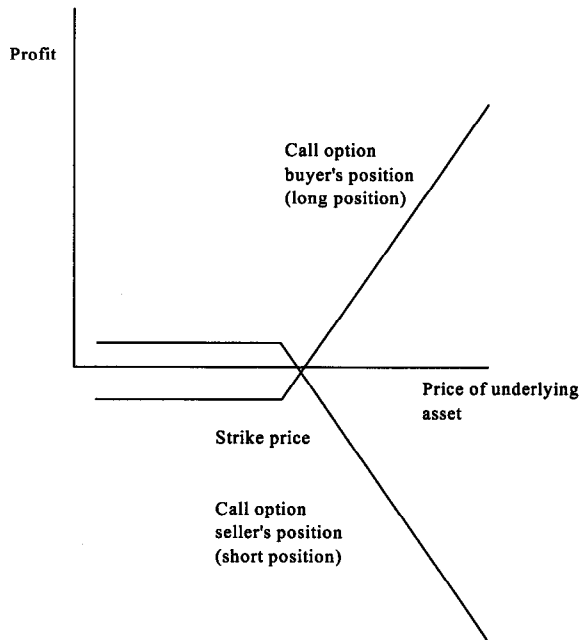 Profit
Call option
buyer's position
(long position)
Price of underlying
asset
Strike price
Call option
seller's position
(short position)